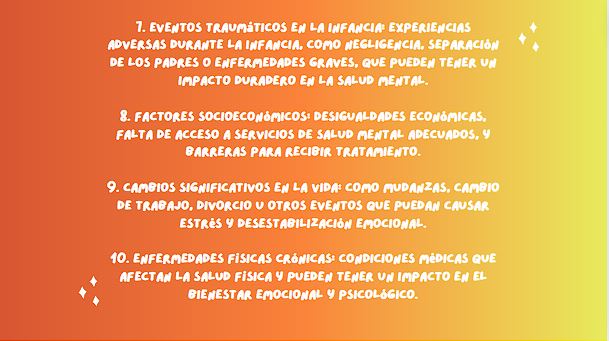 7. EVENTOS TRAUMÁTICOS EN LA INFANCIA: EXPERIENCIAS
ADVERSAS DURANTE LA INFANCIA, COMO NEGLIGENCIA, SEPARACIÓN
DE LOS PADRES O ENFERMEDADES GRAVES, QUE PUEDEN TENER UN
IMPACTO DURADERO EN LA SALUD MENTAL.
8. FACTORES SOCIOECONÓMICOS: DESIGUALDADES ECONÓMICAS,
FALTA DE ACCESO A SERVICIOS DE SALUD MENTAL ADECUADOS, Y
BARRERAS PARA RECIBIR TRATAMIENTO.
9. CAMBIOS SIGNIFICATIVOS EN LA VIDA: COMO MUDANZAS, CAMBIO
DE TRABAJO, DIVORCIO U OTROS EVENTOS QUE PUEDAN CAUSAR
ESTRÉS Y DESESTABILIZACIÓN EMOCIONAL.
10. ENFERMEDADES FÍSICAS CRÓNICAS: CONDICIONES MÉDICAS QUE
AFECTAN LA SALUD FÍSICA Y PUEDEN TENER UN IMPACTO EN EL
BIENESTAR EMOCIONAL Y PSICOLÓGICO.